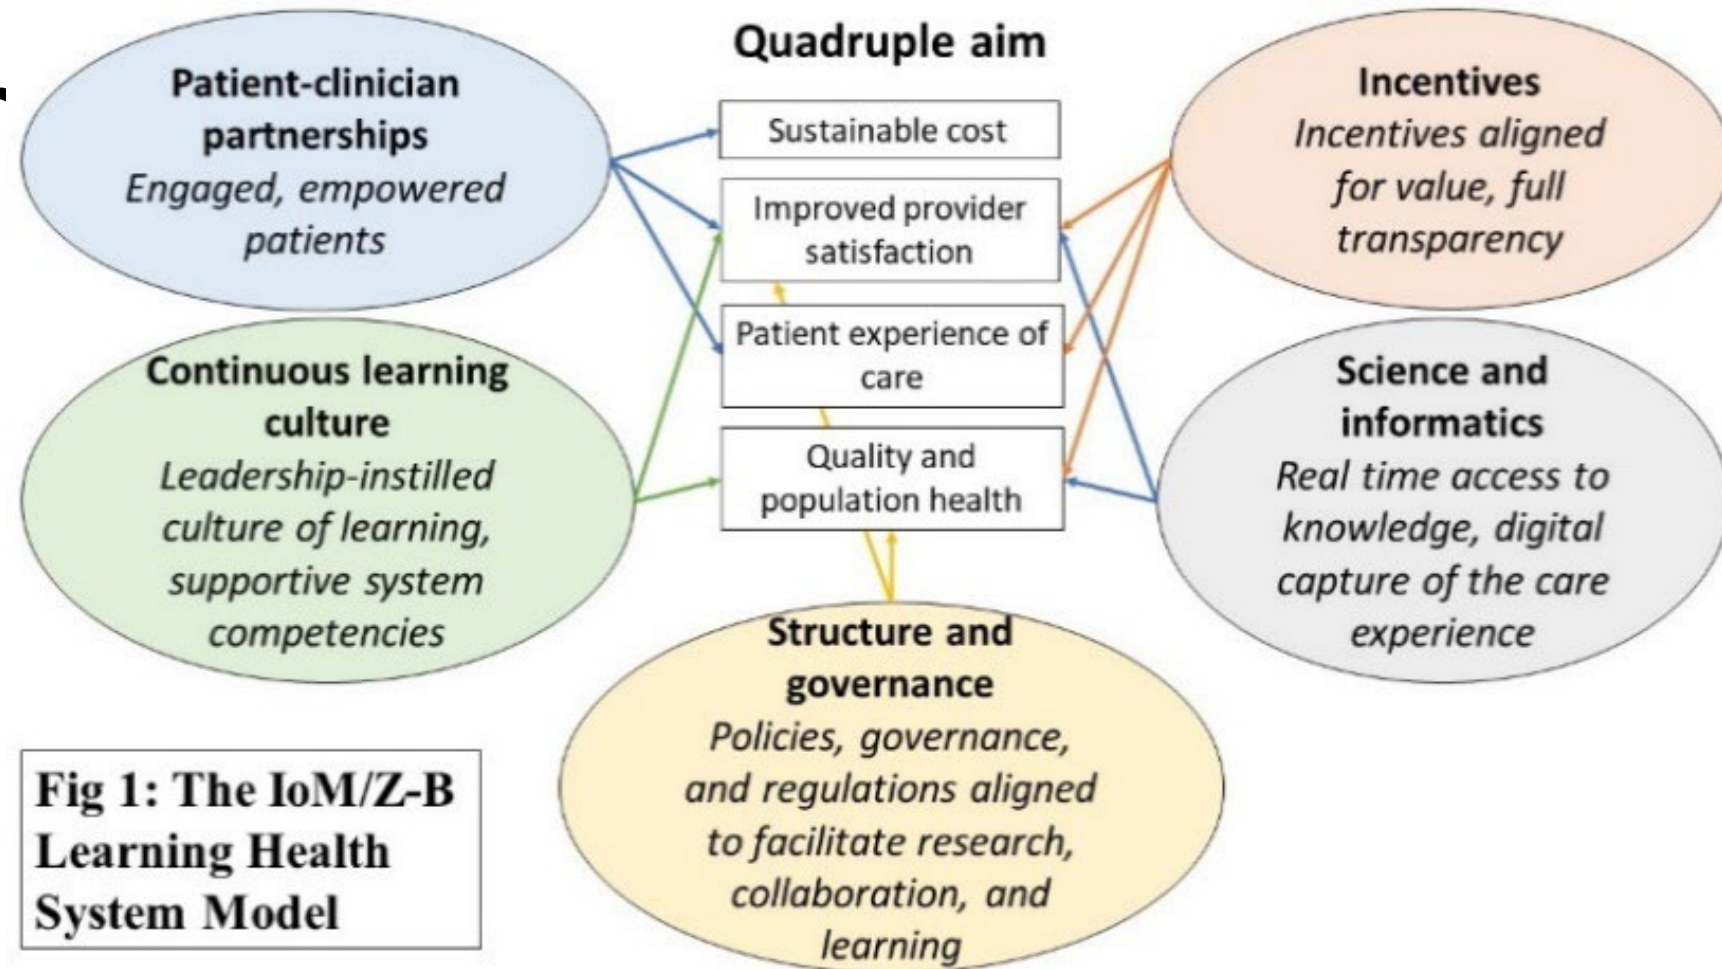 Quadruple aim
Patient-clinician
partnerships
Engaged, empowered
patients
Sustainable cost
Improved provider
satisfaction
Patient experience of
care
Quality and
population health
Incentives
Incentives aligned
for value, full
transparency
Continuous learning
culture
Leadership-instilled
culture of learning,
supportive system
competencies
Science and
informatics
Real time access to
knowledge, digital
capture of the care
experience
Structure and
governance
Policies, governance,
and regulations aligned
to facilitate research,
collaboration, and
learning
Fig 1: The IoM/Z-B
Learning Health
System Model